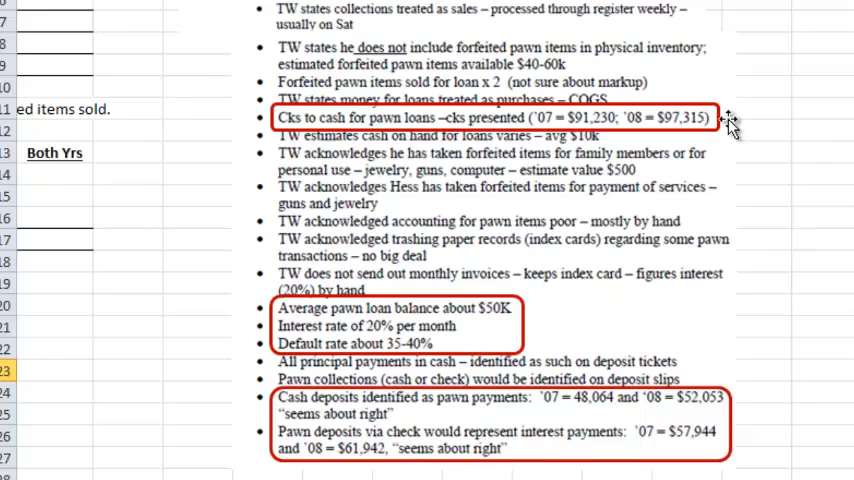 TW states collections treated as sales – processed through register weekly –
usually on Sat
TW states he does not include forfeited pawn items in physical inventory;
estimated forfeited pawn items available $40-60k
Forfeited pawn items sold for loan x 2 (not sure about markup)
TW states money for loans treated as purchases – COGS
Cks to cash for pawn loans –cks presented (`07 = $91,230; `08 = $97,315)
TW estimates cash on hand for loans varies – avg $10k
TW acknowledges he has taken forfeited items for family members or for
personal use – jewelry, guns, computer – estimate value $500
TW acknowledges Hess has taken forfeited items for payment of services –
guns and jewelry
TW acknowledged accounting for pawn items poor – mostly by hand
TW acknowledged trashing paper records (index cards) regarding some pawn
transactions – no big deal
TW does not send out monthly invoices – keeps index card – figures interest
(20%) by hand
Average pawn loan balance about $50K
Interest rate of 20% per month
Default rate about 35-40%
All principal payments in cash – identified as such on deposit tickets
Pawn collections (cash or check) would be identified on deposit slips
Cash deposits identified as pawn payments: `07 = 48,064 and `08 = $52,053
“seems about right”
Pawn deposits via check would represent interest payments: `07 = $57,944
and `08 = $61,942, “seems about right”
ed items sold.
Both Yrs
7
8
9
10
11
12
13
14
15
16
17
18
19
20
21
22
23
24
25
26
27